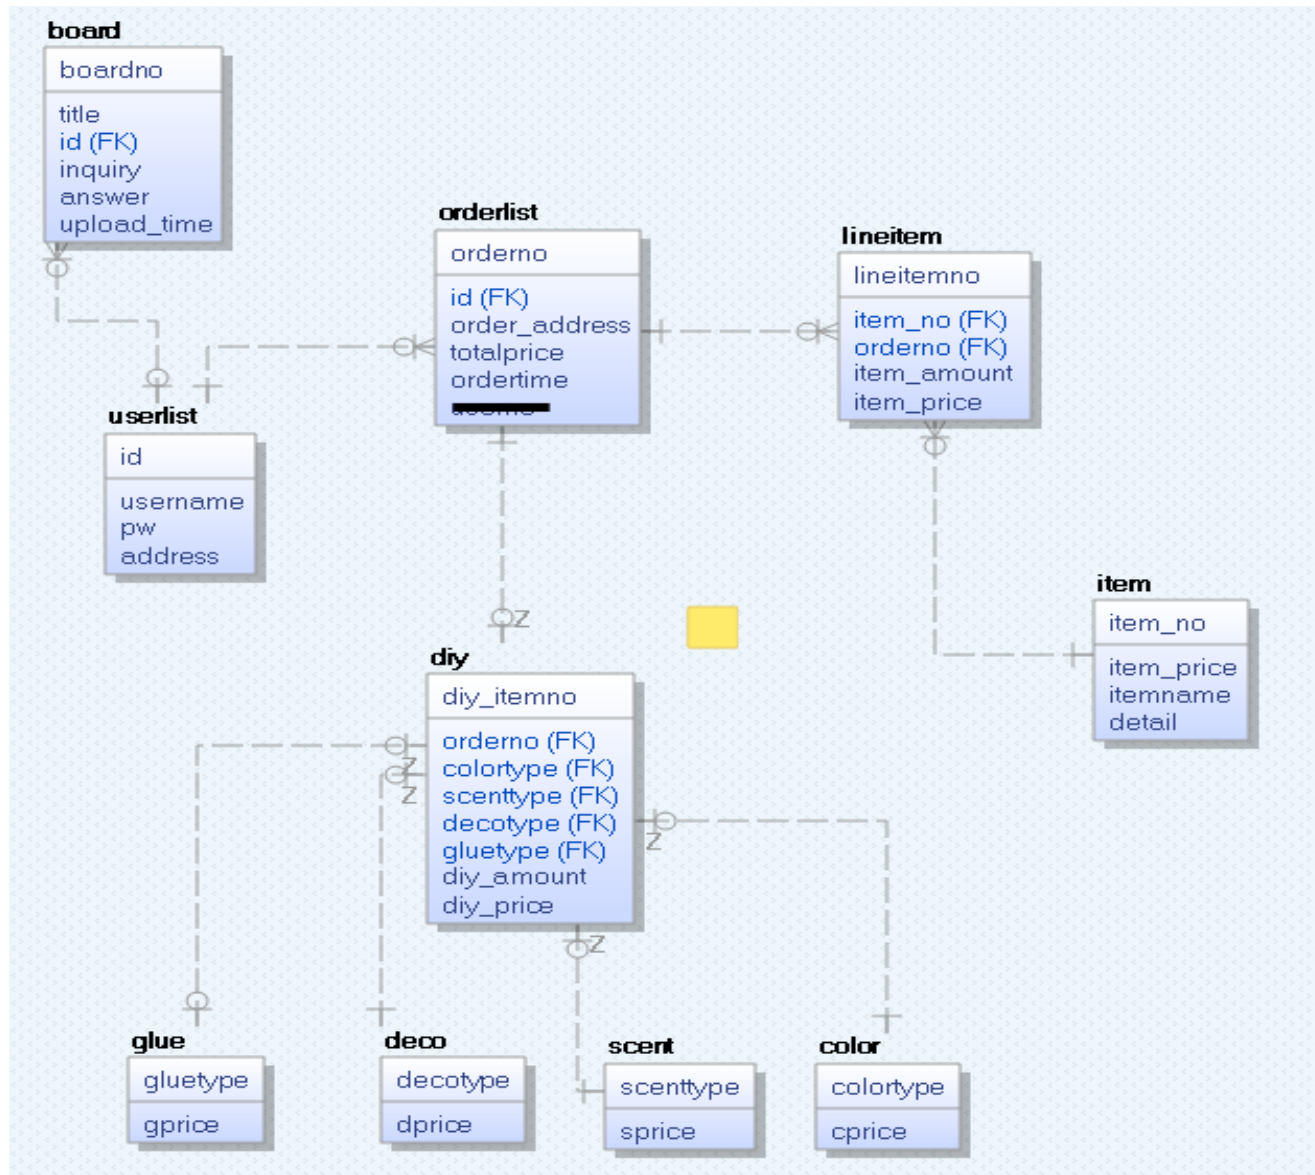 board
boardno
title
id (FK)
inquiry
answer
upload_time
orderlist
orderno
id (FK)
order_address
totalprice
ordertime
lineitem
lineitemno
item_no (FK)
orderno (FK)
item_amount
item_price
userlist
id
username
pw
address
item
item_no
item_price
itemname
detail
Z
diy
diy_itemno
orderno (FK)
colortype (FK)
scenttype (FK)
decotype (FK)
gluetype (FK)
diy_amount
diy_price
Z
Z
Z
Z
glue
gluetype
gprice
deco
decotype
dprice
scent
scenttype
sprice
color
colortype
cprice